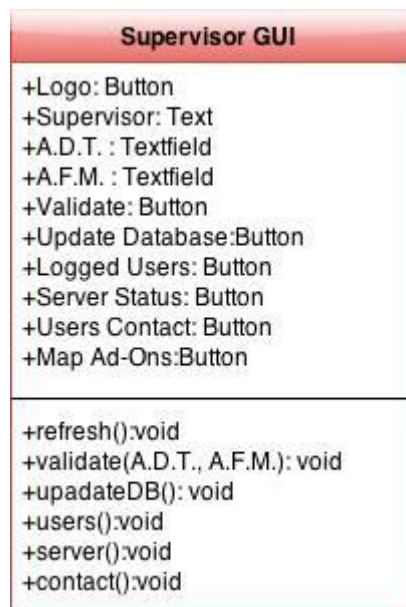 Supervisor GUI
+Logo: Button
+Supervisor: Text
+A.D.T. : Textfield
+A.F.M. : Textfield
+Validate: Button
+Update Database:Button
+Logged Users: Button
+Server Status: Button
+Users Contact: Button
+Map Ad-Ons:Button
+refresh():void
+validate(A.D.T., A.F.M.): void
+upadateDB(): void
+users():void
+server():void
+contact():void